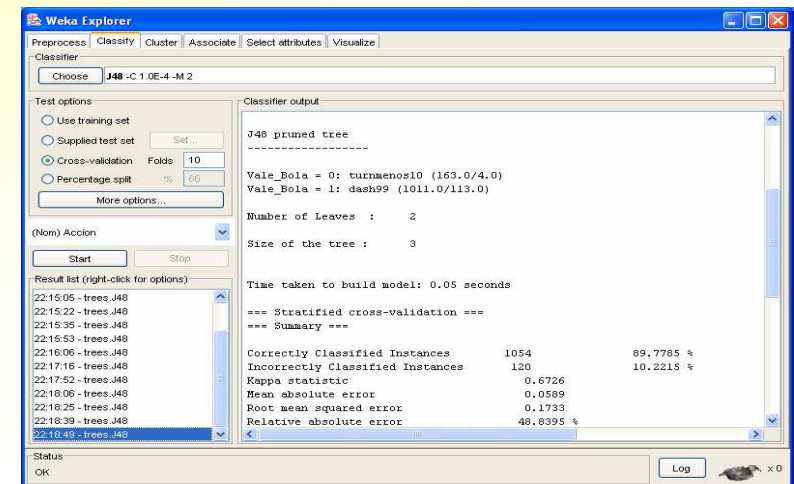 Weka Explorer
Preprocess Classify Cluster Associate Select attributes Visualize
Classifier
Choose J48 -C 1.0E-4 -M 2
Test options
Use training set
Supplied test set Set...
Cross-validation Folds 10
Percentage split % 66
More options...
(Nom) Accion
Start Stop
Result list (right-click for options)
22:15:05 - trees.J48
22:15:22 - trees.J48
22:15:35 - trees.J48
22:15:53 - trees.J48
22:16:06 - trees.J48
22:17:16 - trees.J48
22:17:52 - trees.J48
22:18:06 - trees.J48
22:18:25 - trees.J48
22:18:39 - trees.J48
22:18:49 - trees.J48
Classifier output
J48 pruned tree
------------------
Vale_Bola = 0: turnmenos10 (163.0/4.0)
Vale_Bola = 1: dash99 (1011.0/113.0)
Number of Leaves : 2
Size of the tree : 3
Time taken to build model: 0.05 seconds
=== Stratified cross-validation ===
=== Summary ===
Correctly Classified Instances 1054 89.7785 %
Incorrectly Classified Instances 120 10.2215 %
Kappa statistic 0.6726
Mean absolute error 0.0589
Root mean squared error 0.1733
Relative absolute error 48.8395 %
Status
OK
Log x 0